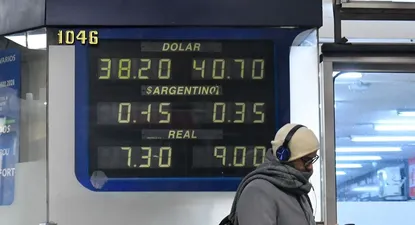 1046
DOLAR
38.20 40.70
$ARGENTINO
0.15 0.35
REAL
7.30 9.00